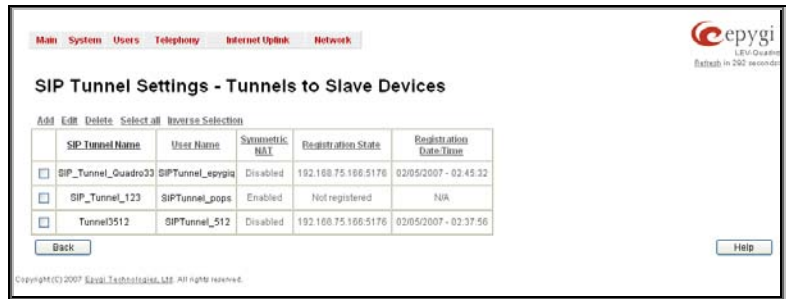 Main System Users Telephony Internet Uplink Network
epygi
LEV-Quadro
Refresh in 292 seconds
SIP Tunnel Settings - Tunnels to Slave Devices
Add Edit Delete Select all Inverse Selection
SIP Tunnel Name User Name Symmetric NAT Registration State Registration Date/Time
SIP_Tunnel_Quadro33 SIPTunnel_epygiq Disabled 192.168.75.166:5176 02/05/2007 - 02:45:32
SIP_Tunnel_123 SIPTunnel_pops Enabled Not registered N/A
Tunnel3512 SIPTunnel_512 Disabled 192.168.75.166:5176 02/05/2007 - 02:37:56
Back Help
Copyright (C) 2007 Epygi Technologies, Ltd. All rights reserved.